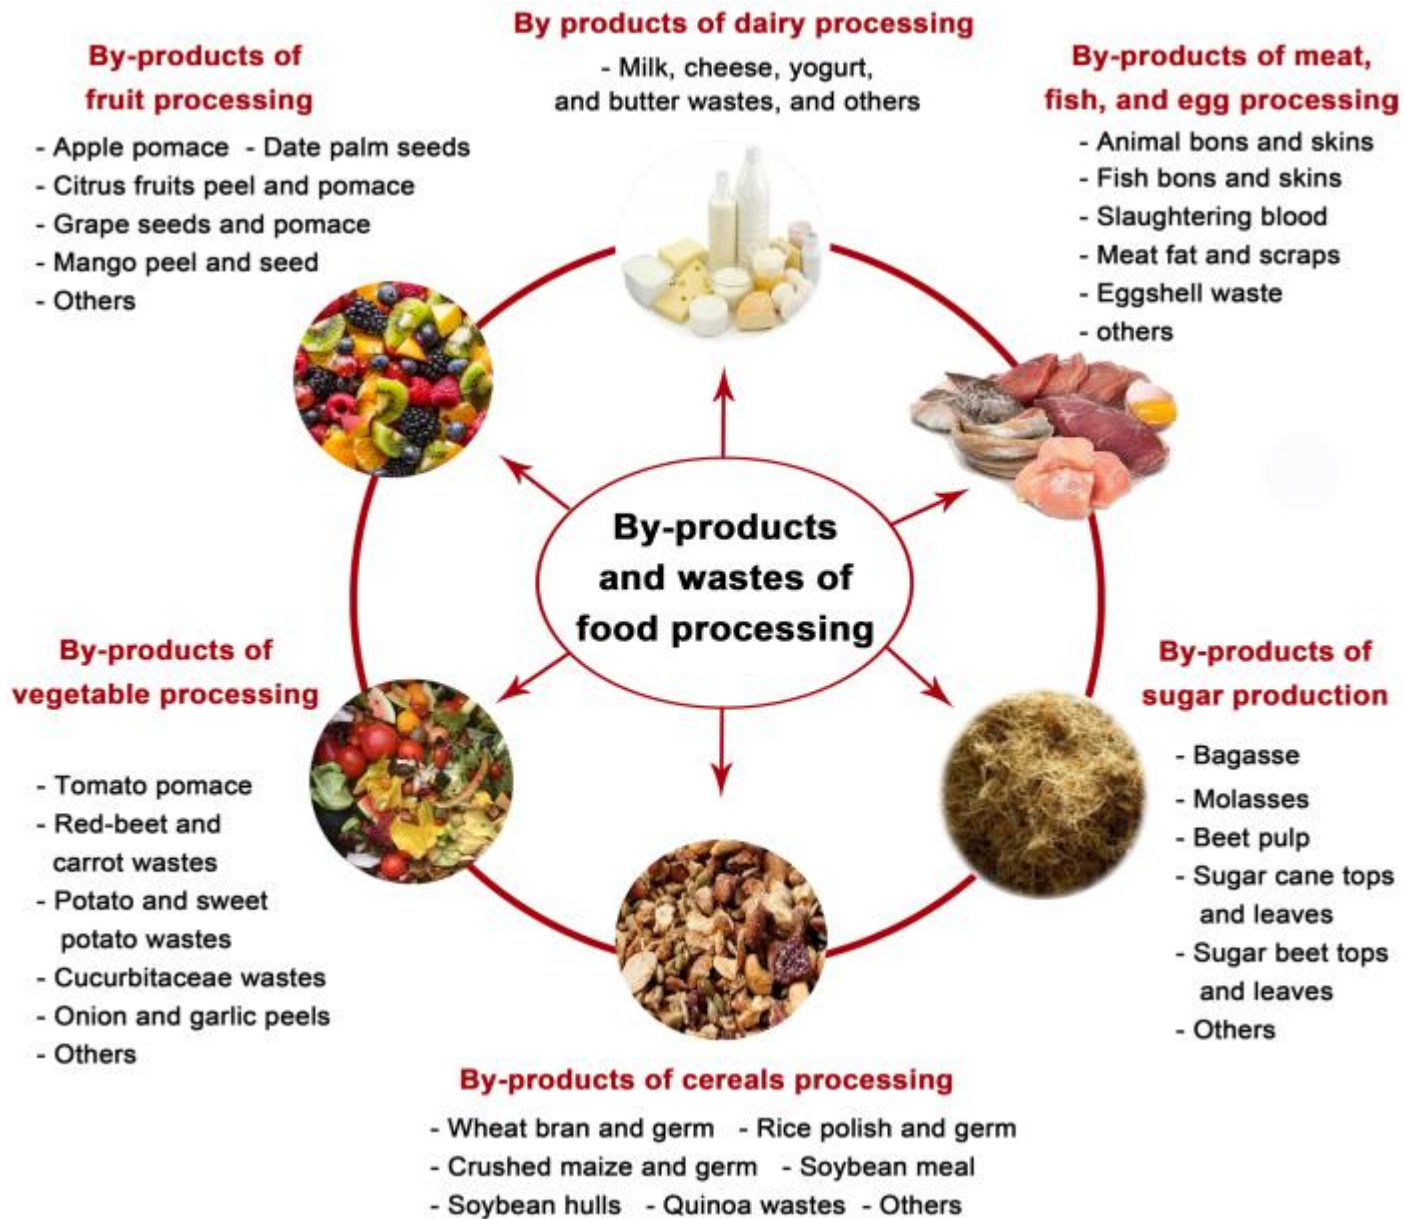 By products of dairy processing
- Milk, cheese, yogurt,
and butter wastes, and others
By-products of
fruit processing
- Apple pomace - Date palm seeds
- Citrus fruits peel and pomace
- Grape seeds and pomace
- Mango peel and seed
- Others
By-products of meat,
fish, and egg processing
- Animal bons and skins
- Fish bons and skins
- Slaughtering blood
- Meat fat and scraps
- Eggshell waste
- others
By-products
and wastes of
food processing
By-products of
vegetable processing
- Tomato pomace
- Red-beet and
carrot wastes
- Potato and sweet
potato wastes
- Cucurbitaceae wastes
- Onion and garlic peels
- Others
By-products of
sugar production
- Bagasse
- Molasses
- Beet pulp
- Sugar cane tops
and leaves
- Sugar beet tops
and leaves
- Others
By-products of cereals processing
- Wheat bran and germ - Rice polish and germ
- Crushed maize and germ - Soybean meal
- Soybean hulls - Quinoa wastes - Others